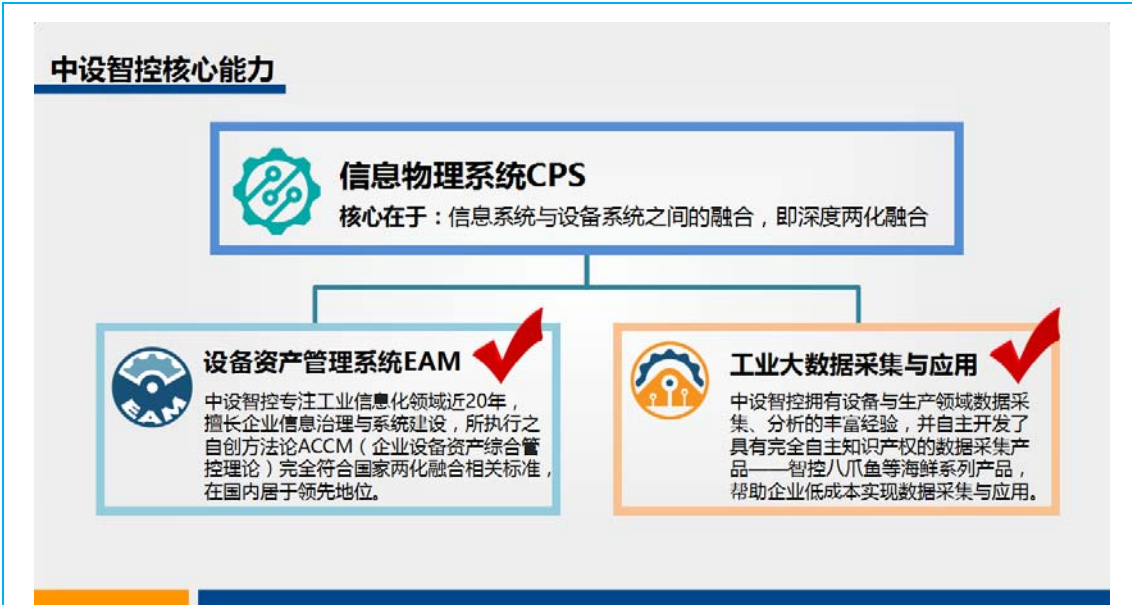 中设智控核心能力
信息物理系统CPS
核心在于：信息系统与设备系统之间的融合，即深度两化融合
设备资产管理系统EAM
中设智控专注工业信息化领域近20年，
擅长企业信息治理与系统建设，所执行之
自创方法论ACCM（企业设备资产综合管
控理论）完全符合国家两化融合相关标准，
在国内居于领先地位。
EAM
工业大数据采集与应用
中设智控拥有设备与生产领域数据采
集、分析的丰富经验，并自主开发了
具有完全自主知识产权的数据采集产
品——智控八爪鱼等海鲜系列产品，
帮助企业低成本实现数据采集与应用。